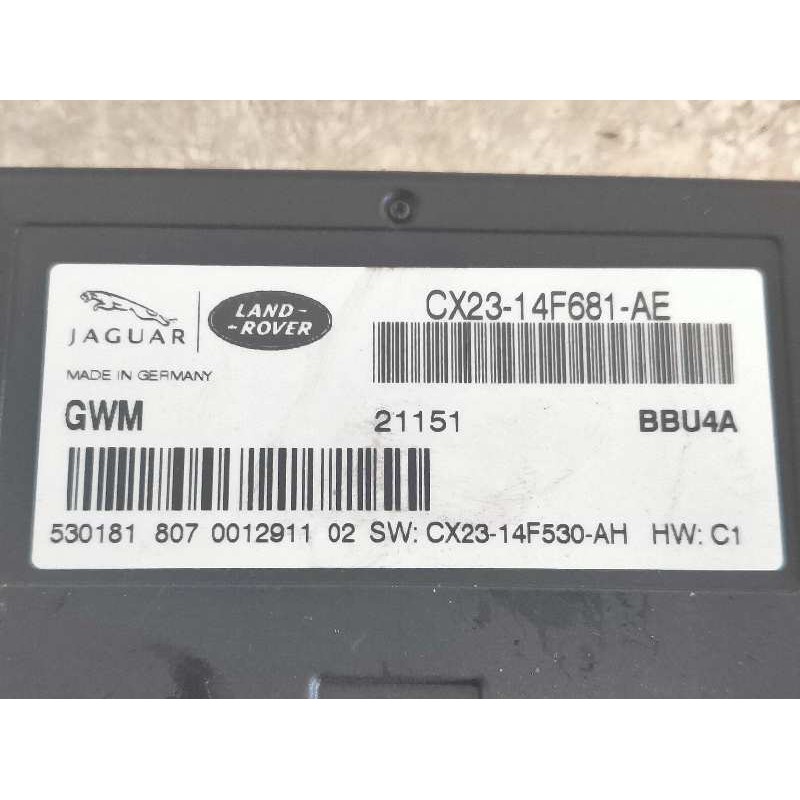 JAGUAR
LAND-
-ROVER
CX23-14F681-AE
MADE IN GERMANY
GWM 21151 BBU4A
530181 807 0012911 02 SW: CX23-14F530-AH HW: C1